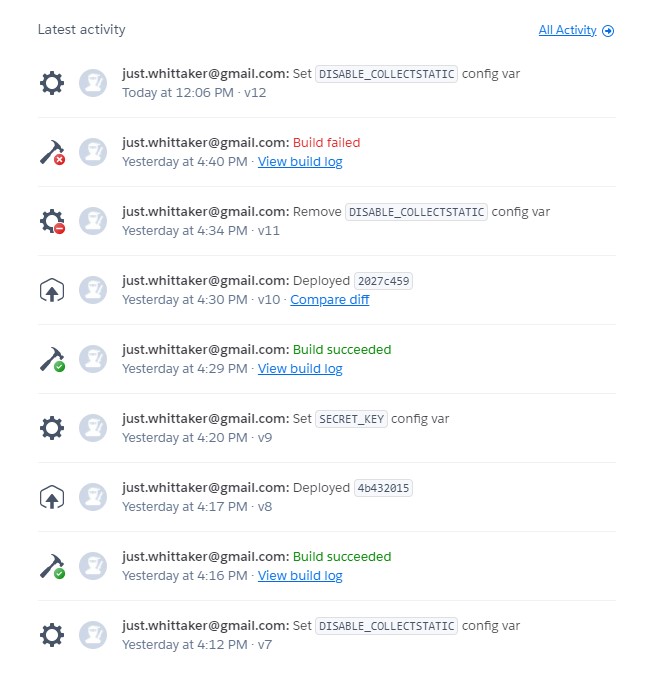 Latest activity
All Activity
just.whittaker@gmail.com: Set DISABLE_COLLECTSTATIC config var
Today at 12:06 PM · v12
just.whittaker@gmail.com: Build failed
Yesterday at 4:40 PM · View build log
just.whittaker@gmail.com: Remove DISABLE_COLLECTSTATIC config var
Yesterday at 4:34 PM · v11
just.whittaker@gmail.com: Deployed 2027c459
Yesterday at 4:30 PM · v10 · Compare diff
just.whittaker@gmail.com: Build succeeded
Yesterday at 4:29 PM · View build log
just.whittaker@gmail.com: Set SECRET_KEY config var
Yesterday at 4:20 PM · v9
just.whittaker@gmail.com: Deployed 4b432015
Yesterday at 4:17 PM · v8
just.whittaker@gmail.com: Build succeeded
Yesterday at 4:16 PM · View build log
just.whittaker@gmail.com: Set DISABLE_COLLECTSTATIC config var
Yesterday at 4:12 PM · v7